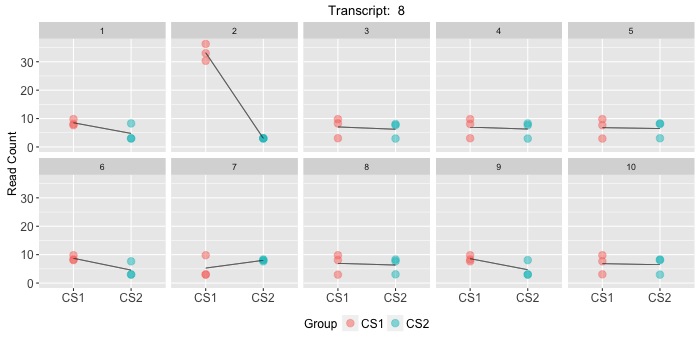 Transcript: 8
1 2 3 4 5
30
20
10
0
Read Count
6 7 8 9 10
30
20
10
0
CS1 CS2 CS1 CS2 CS1 CS2 CS1 CS2 CS1 CS2
Group CS1 CS2